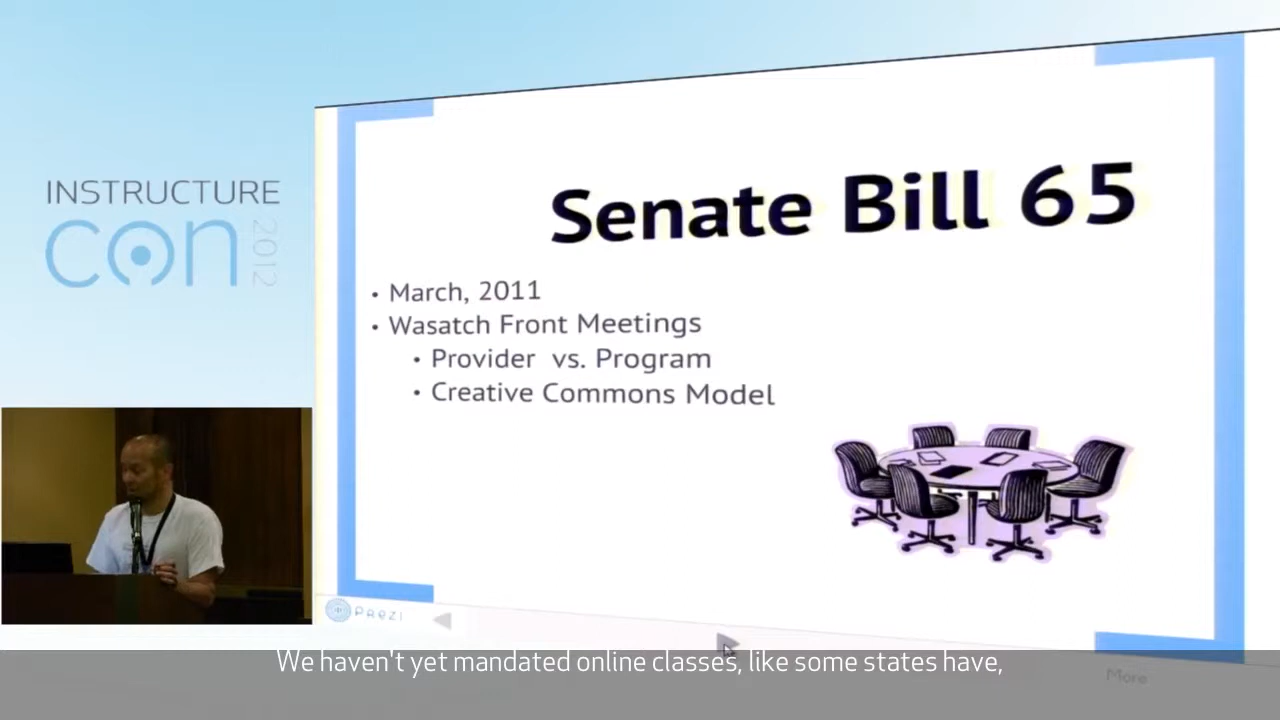 INSTRUCTURE
con 2012
Senate Bill 65
• March, 2011
• Wasatch Front Meetings
• Provider vs. Program
• Creative Commons Model
PREZI
We haven't yet mandated online classes, like some states have,
More